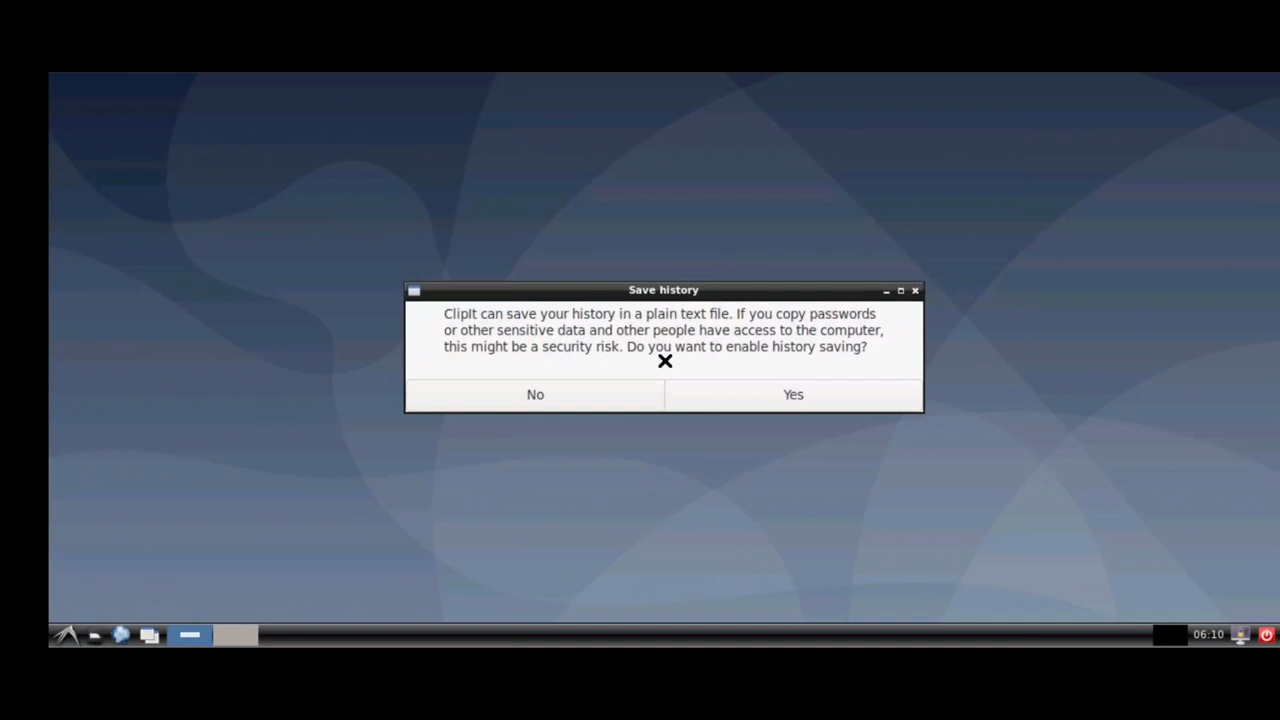 Save history
ClipIt can save your history in a plain text file. If you copy passwords
or other sensitive data and other people have access to the computer,
this might be a security risk. Do you want to enable history saving?
No Yes
06:10